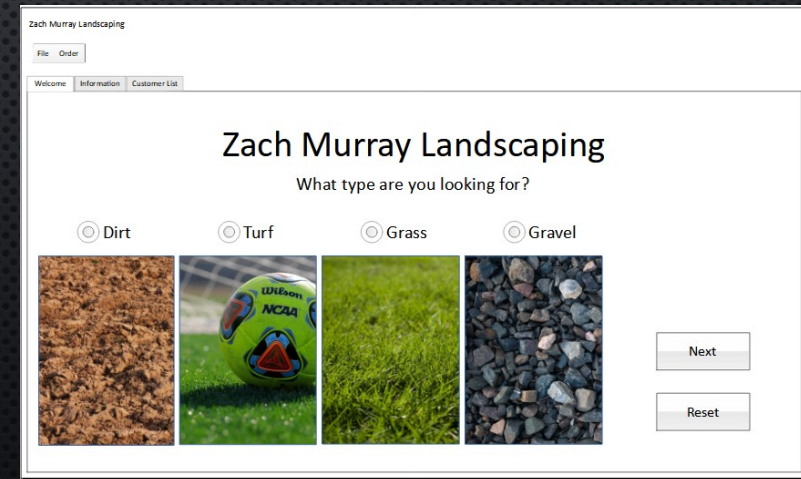 Zach Murray Landscaping
File Order
Welcome Information Customer List
Zach Murray Landscaping
What type are you looking for?
Dirt Turf Grass Gravel
Wilson
NCAA
Next
Reset